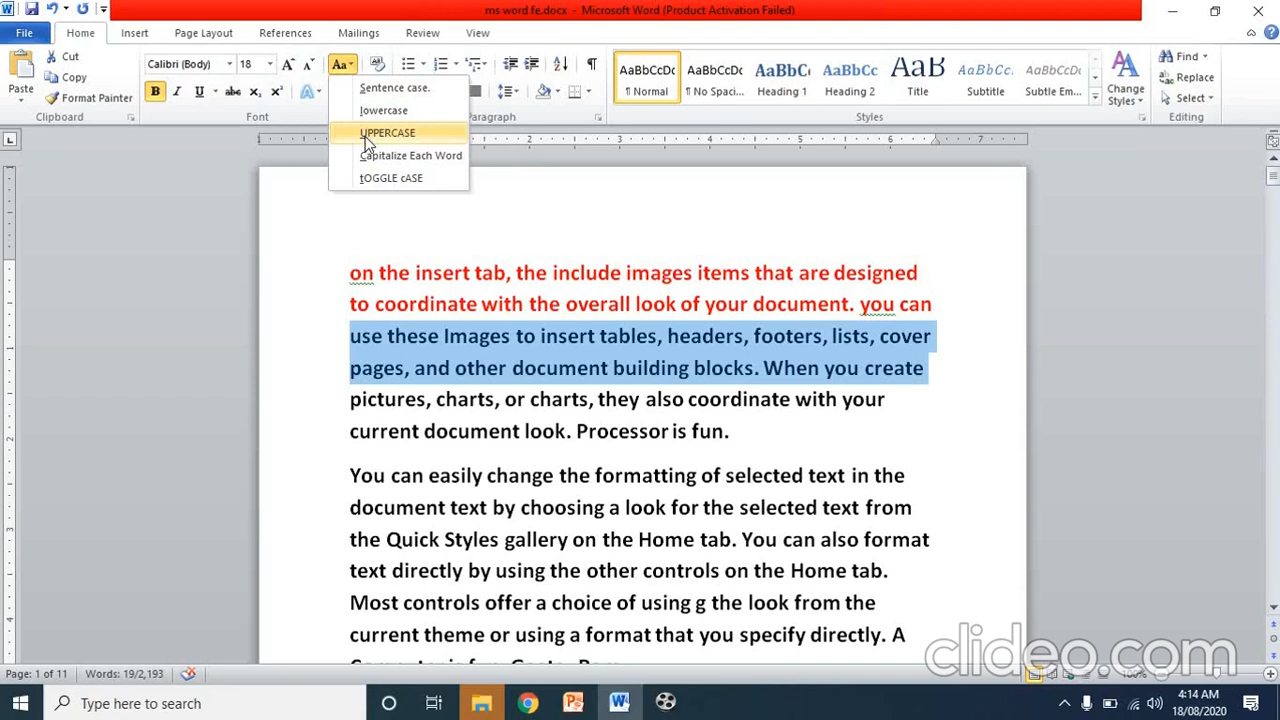 ms word fe.docx - Microsoft Word (Product Activation Failed)
File Home Insert Page Layout References Mailings Review View
Paste
Cut
Copy
Format Painter
Clipboard
Calibri (Body) 18 Aa
B I U abc X₂ X² A
Font
Sentence case.
lowercase
UPPERCASE
Capitalize Each Word
tOGGLE cASE
Paragraph
AaBbCcDc AaBbCcDc AaBbCc AaBbCc AaB AaBbCcDc AaBbCcDc
¶ Normal ¶ No Spaci... Heading 1 Heading 2 Title Subtitle Subtle Em...
Change Styles
Styles
Find
Replace
Select
Editing
on the insert tab, the include images items that are designed
to coordinate with the overall look of your document. you can
use these Images to insert tables, headers, footers, lists, cover
pages, and other document building blocks. When you create
pictures, charts, or charts, they also coordinate with your
current document look. Processor is fun.
You can easily change the formatting of selected text in the
document text by choosing a look for the selected text from
the Quick Styles gallery on the Home tab. You can also format
text directly by using the other controls on the Home tab.
Most controls offer a choice of using g the look from the
current theme or using a format that you specify directly. A
clideo.com
Page: 1 of 11 Words: 19/2,193 100%
Type here to search
4:14 AM
18/08/2020